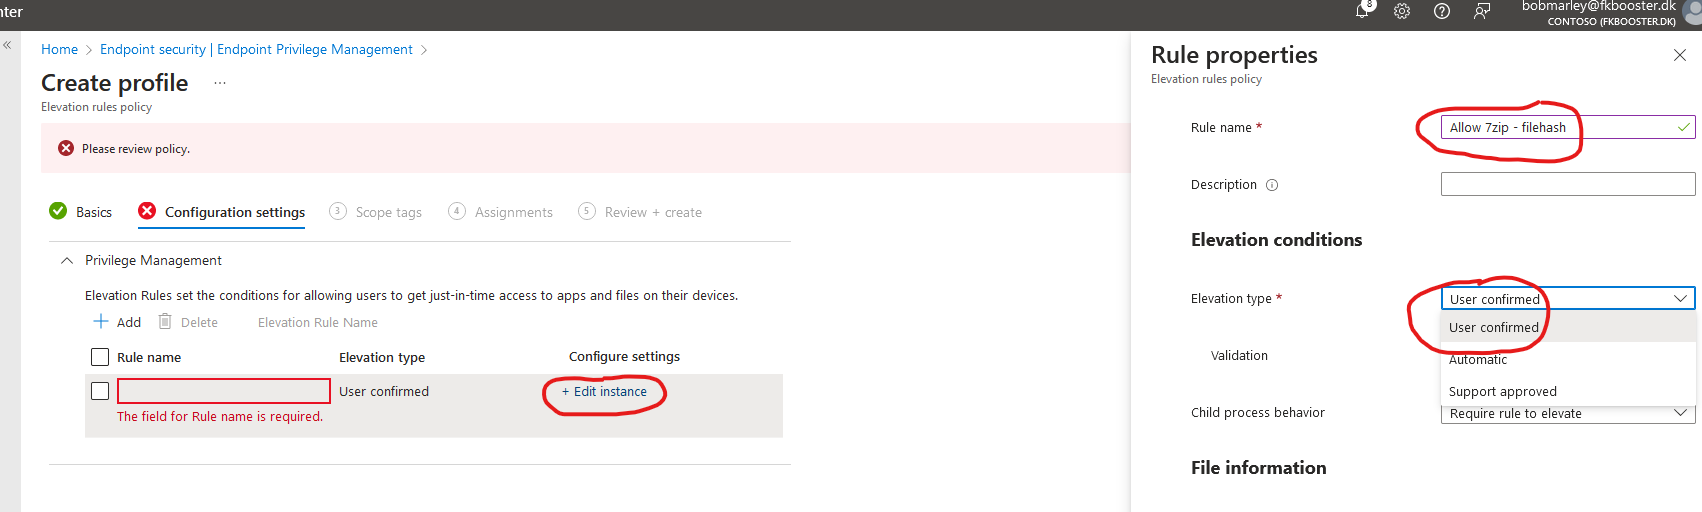 nter
8
bobmarley@fkbooster.dk
CONTOSO (FKBOOSTER.DK)
«
Home > Endpoint security | Endpoint Privilege Management >
Create profile ...
Elevation rules policy
Please review policy.
Basics
Configuration settings
3 Scope tags
4 Assignments
5 Review + create
Privilege Management
Elevation Rules set the conditions for allowing users to get just-in-time access to apps and files on their devices.
+ Add
Delete
Elevation Rule Name
Rule name
Elevation type
Configure settings
User confirmed
+ Edit instance
The field for Rule name is required.
Rule properties
Elevation rules policy
Rule name *
Allow 7zip - filehash
Description
Elevation conditions
Elevation type *
User confirmed
User confirmed
Validation
Automatic
Support approved
Child process behavior
Require rule to elevate
File information